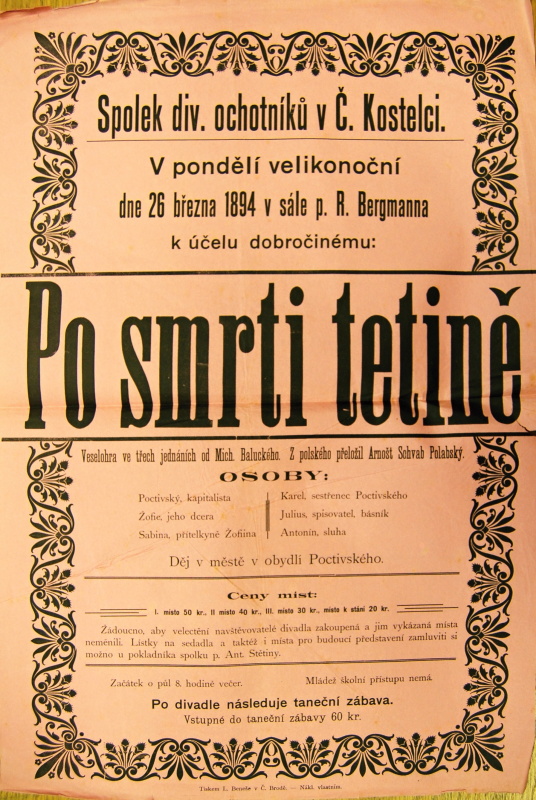 Spolek div. ochotníků v Č. Kostelci.
V pondělí velikonoční
dne 26 března 1894 v sále p. R. Bergmanna
k účelu dobročinému:
Po smrti tetině
Veselohra ve třech jednáních od Mich. Baluckého. Z polského přeložil Arnošt Schvab Polabský.
OSOBY:
Poctivský, kapitalista
Žofie, jeho dcera
Sabina, přítelkyně Žofiina
Karel, sestřenec Poctivského
Julius, spisovatel, básník
Antonín, sluha
Děj v městě v obydlí Poctivského.
Ceny míst:
I. místo 50 kr., II místo 40 kr., III. místo 30 kr., místo k stání 20 kr.
Žádoucno, aby velectění navštěvovatelé divadla zakoupená a jim vykázaná místa
neměnili. Lístky na sedadla a taktéž i místa pro budoucí představení zamluviti si
možno u pokladníka spolku p. Ant. Štětiny.
Začátek o půl 8. hodině večer.
Mládež školní přístupu nemá.
Po divadle následuje taneční zábava.
Vstupné do taneční zábavy 60 kr.
Tiskem L. Beneše v Č. Brodě. — Nákl. vlastním.